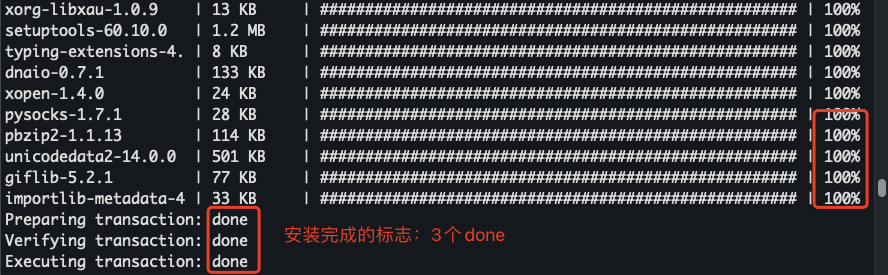 xorg-libxau-1.0.9 | 13 KB | ################################################ | 100%
setuptools-60.10.0 | 1.2 MB | ################################################ | 100%
typing-extensions-4. | 8 KB | ################################################ | 100%
dnaio-0.7.1 | 133 KB | ################################################ | 100%
xopen-1.4.0 | 24 KB | ################################################ | 100%
pysocks-1.7.1 | 28 KB | ################################################ | 100%
pbzip2-1.1.13 | 114 KB | ################################################ | 100%
unicodedata2-14.0.0 | 501 KB | ################################################ | 100%
giflib-5.2.1 | 77 KB | ################################################ | 100%
importlib-metadata-4 | 33 KB | ################################################ | 100%
Preparing transaction: done
Verifying transaction: done 安装完成的标志：3个done
Executing transaction: done